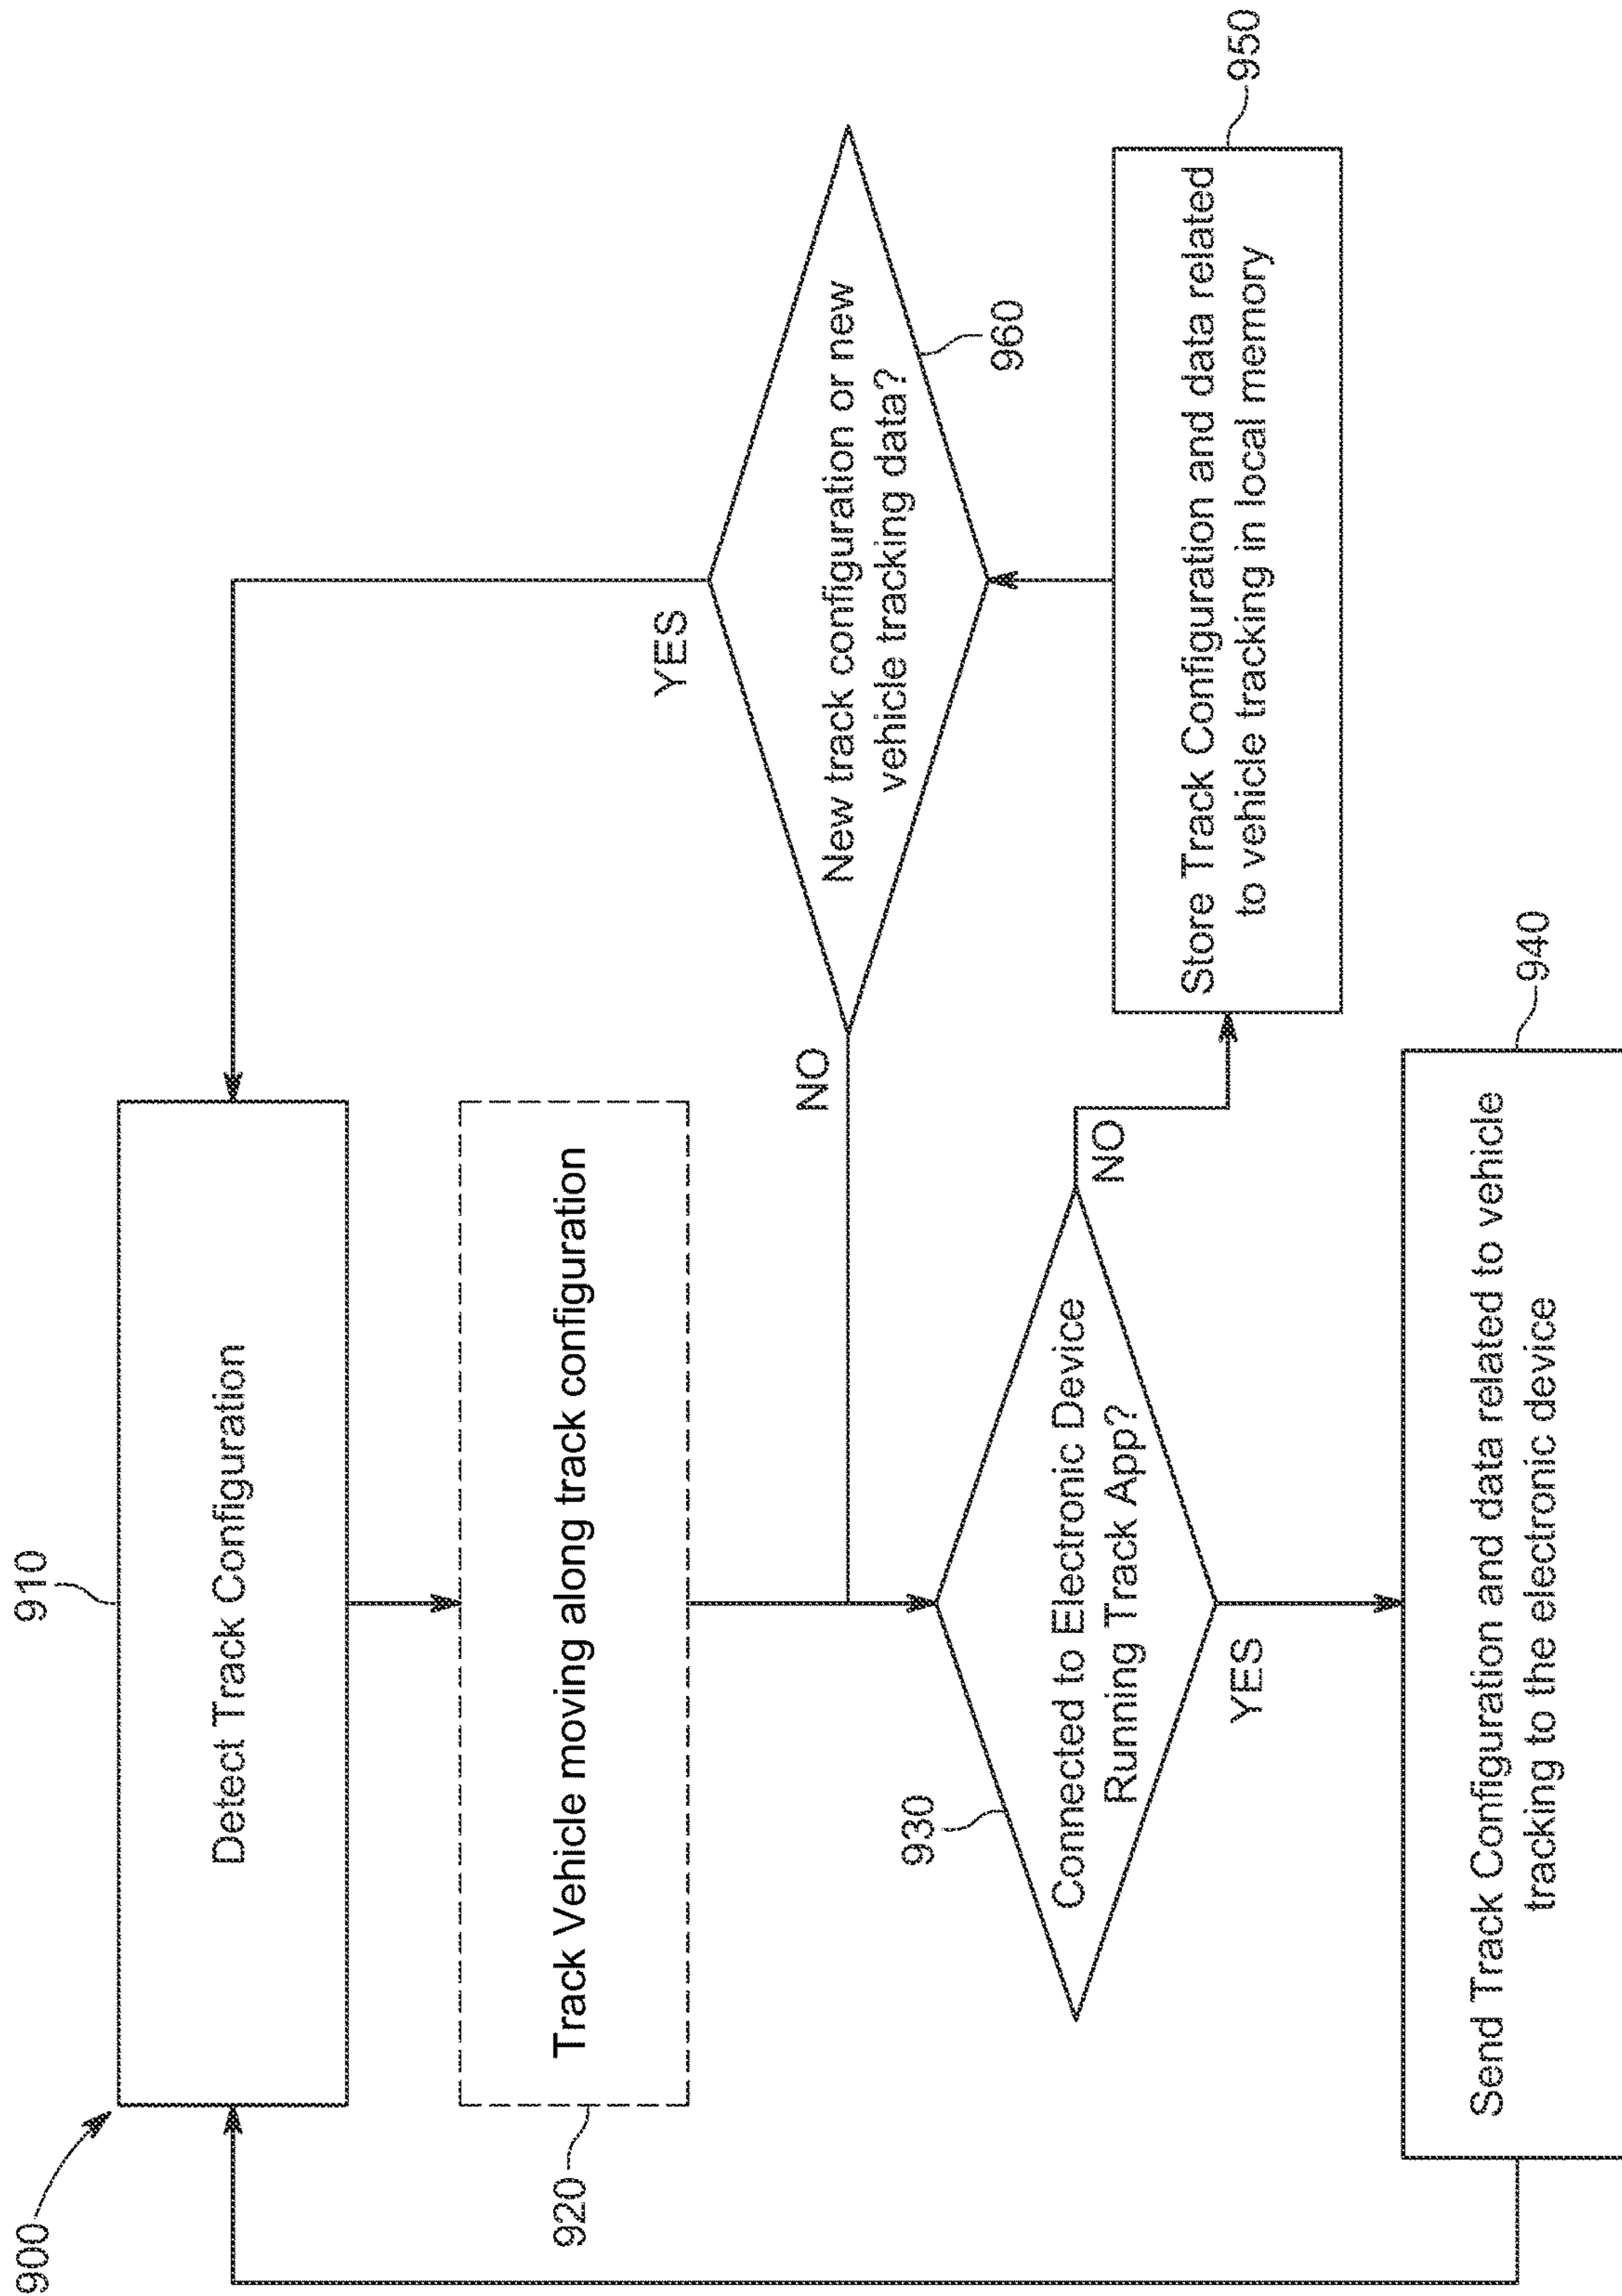 900
910
Detect Track Configuration
920
Track Vehicle moving along track configuration
930
Connected to Electronic Device
Running Track App?
YES
NO
940
Send Track Configuration and data related to vehicle
tracking to the electronic device
950
Store Track Configuration and data related
to vehicle tracking in local memory
960
New track configuration or new
vehicle tracking data?
YES
NO